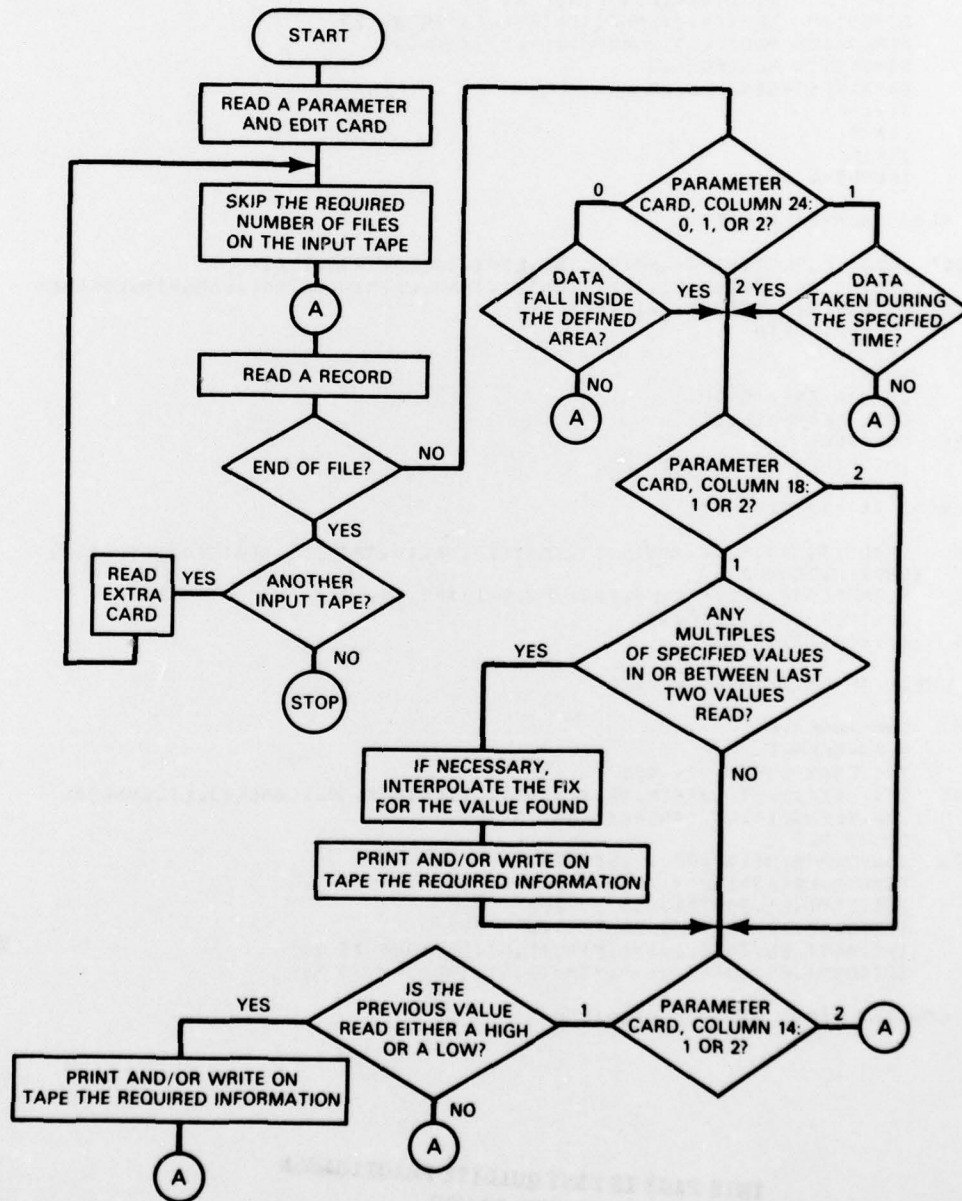 START
READ A PARAMETER
AND EDIT CARD
SKIP THE REQUIRED
NUMBER OF FILES
ON THE INPUT TAPE
A
READ A RECORD
END OF FILE?
NO
YES
ANOTHER
INPUT TAPE?
YES
READ
EXTRA
CARD
NO
STOP
PARAMETER
CARD, COLUMN 24:
0, 1, OR 2?
0
1
2
DATA
FALL INSIDE
THE DEFINED
AREA?
YES
NO
A
DATA
TAKEN DURING
THE SPECIFIED
TIME?
YES
NO
A
PARAMETER
CARD, COLUMN 18:
1 OR 2?
2
1
ANY
MULTIPLES
OF SPECIFIED VALUES
IN OR BETWEEN LAST
TWO VALUES
READ?
YES
NO
IF NECESSARY,
INTERPOLATE THE FIX
FOR THE VALUE FOUND
PRINT AND/OR WRITE ON
TAPE THE REQUIRED INFORMATION
PARAMETER
CARD, COLUMN 14:
1 OR 2?
2
A
1
IS THE
PREVIOUS VALUE
READ EITHER A HIGH
OR A LOW?
YES
NO
A
PRINT AND/OR WRITE ON
TAPE THE REQUIRED INFORMATION
A